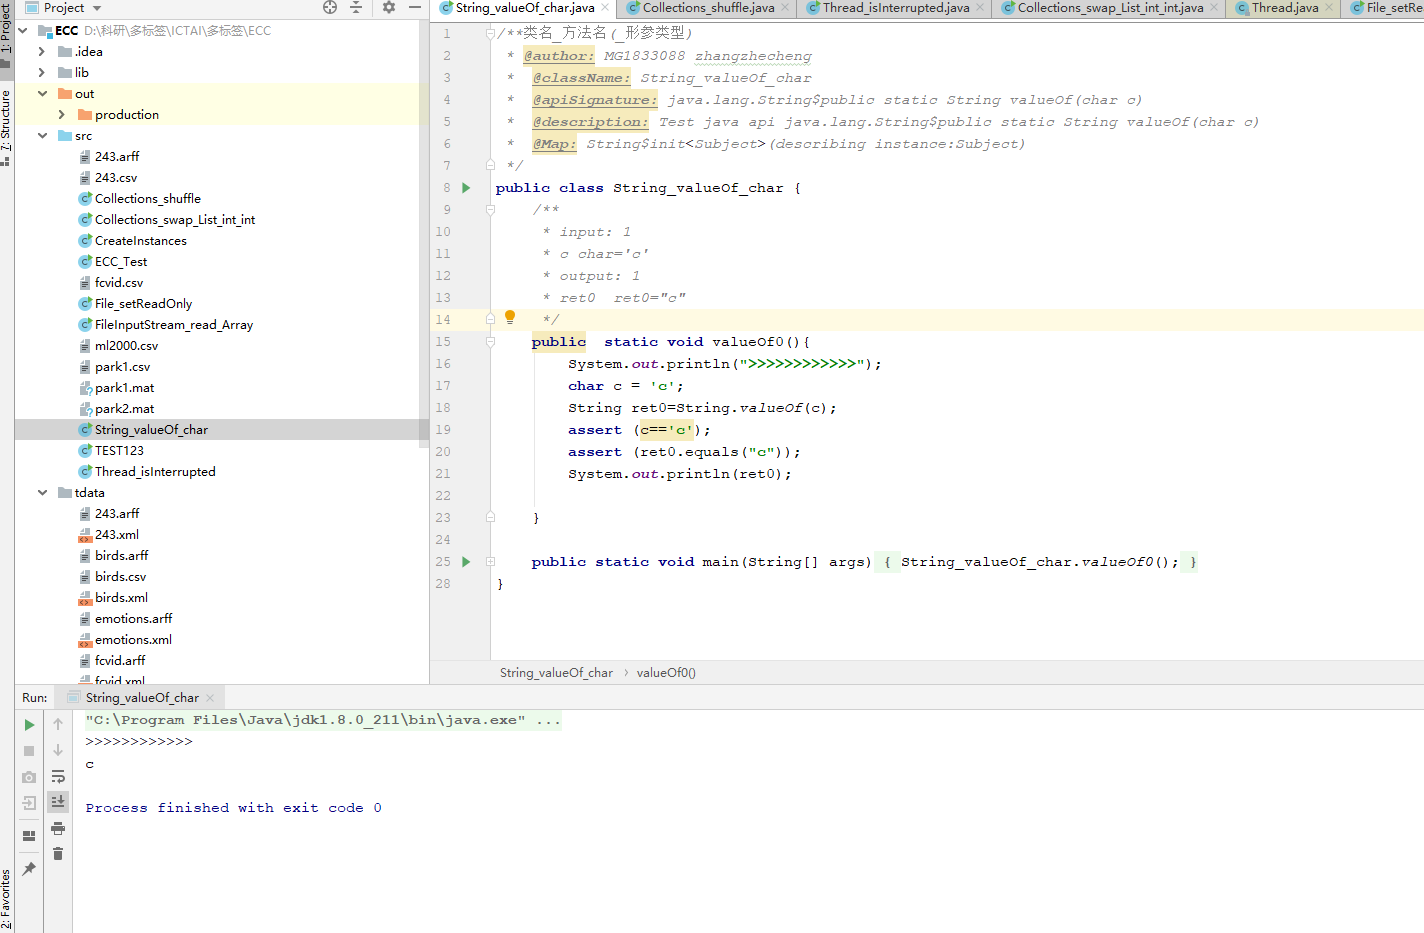 Project
String_valueOf_char.java
Collections_shuffle.java
Thread_isInterrupted.java
Collections_swap_List_int_int.java
Thread.java
File_setRea
1: Project
7: Structure
2: Favorites
ECC D:\科研\多标签\ICTAI\多标签\ECC
.idea
lib
out
production
src
243.arff
243.csv
Collections_shuffle
Collections_swap_List_int_int
CreateInstances
ECC_Test
fcvid.csv
File_setReadOnly
FileInputStream_read_Array
ml2000.csv
park1.csv
park1.mat
park2.mat
String_valueOf_char
TEST123
Thread_isInterrupted
tdata
243.arff
243.xml
birds.arff
birds.csv
birds.xml
emotions.arff
emotions.xml
fcvid.arff
fcvid.xml
1 /**类名_方法名(_形参类型)
2 * @author: MG1833088 zhangzhecheng
3 * @className: String_valueOf_char
4 * @apiSignature: java.lang.String$public static String valueOf(char c)
5 * @description: Test java api java.lang.String$public static String valueOf(char c)
6 * @Map: String$init<Subject>(describing instance:Subject)
7 */
8 public class String_valueOf_char {
9 /**
10 * input: 1
11 * c char='c'
12 * output: 1
13 * ret0  ret0="c"
14 */
15 public  static void valueOf0(){
16 System.out.println(">>>>>>>>>>>>");
17 char c = 'c';
18 String ret0=String.valueOf(c);
19 assert (c=='c');
20 assert (ret0.equals("c"));
21 System.out.println(ret0);
22
23 }
24
25 public static void main(String[] args) { String_valueOf_char.valueOf0(); }
28 }
String_valueOf_char › valueOf0()
Run: String_valueOf_char
"C:\Program Files\Java\jdk1.8.0_211\bin\java.exe" ...
>>>>>>>>>>>>
c
Process finished with exit code 0